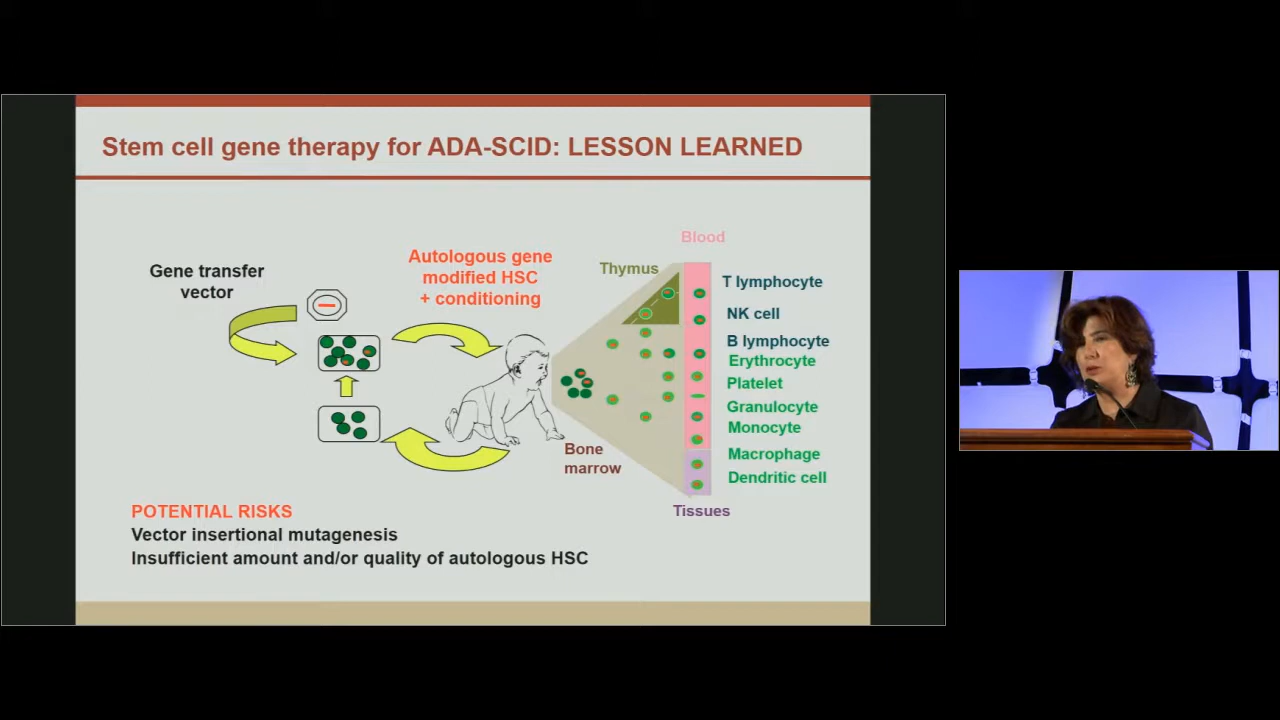 Stem cell gene therapy for ADA-SCID: LESSON LEARNED
Gene transfer
vector
Autologous gene
modified HSC
+ conditioning
Thymus
Blood
T lymphocyte
NK cell
B lymphocyte
Erythrocyte
Platelet
Granulocyte
Monocyte
Macrophage
Dendritic cell
Bone
marrow
Tissues
POTENTIAL RISKS
Vector insertional mutagenesis
Insufficient amount and/or quality of autologous HSC